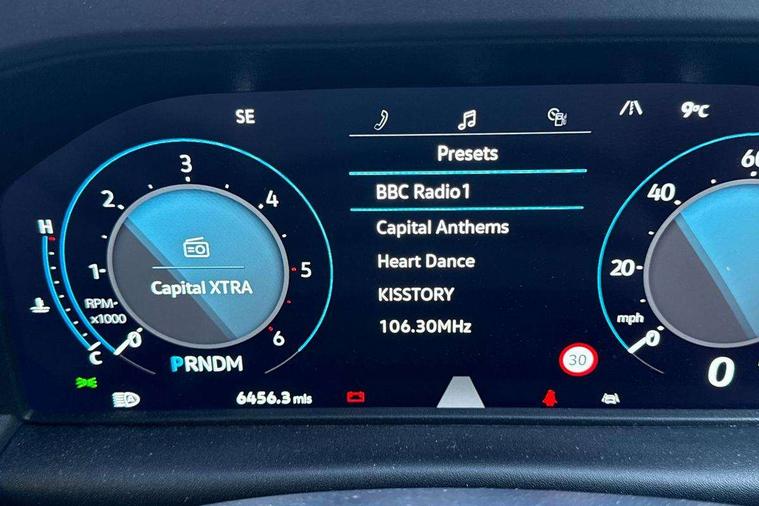 SE
9°C
Presets
BBC Radio1
Capital Anthems
Heart Dance
KISSTORY
106.30MHz
0
1
2
3
4
5
6
RPM
x1000
Capital XTRA
H
C
PRNDM
6456.3 mls
30
0
20
40
60
mph
0